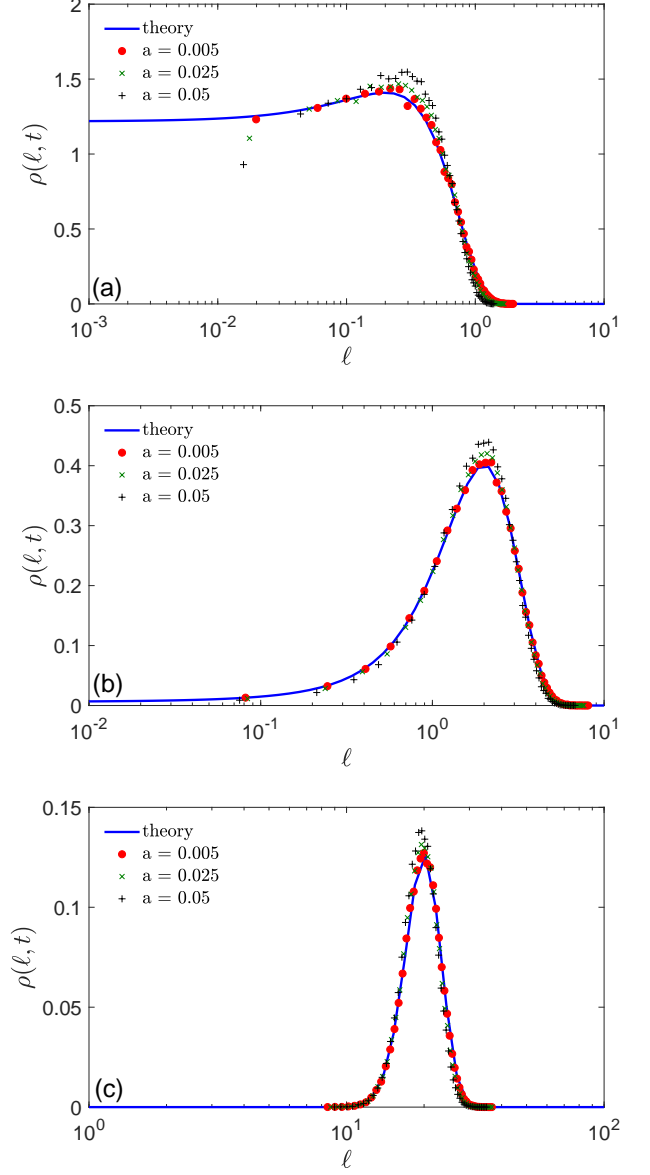 2
1.5
1
0.5
0
ρ(ℓ, t)
theory
a = 0.005
a = 0.025
a = 0.05
(a)
10^-3
10^-2
10^-1
10^0
10^1
ℓ
0.5
0.4
0.3
0.2
0.1
0
ρ(ℓ, t)
theory
a = 0.005
a = 0.025
a = 0.05
(b)
10^-2
10^-1
10^0
10^1
ℓ
0.15
0.1
0.05
0
ρ(ℓ, t)
theory
a = 0.005
a = 0.025
a = 0.05
(c)
10^0
10^1
10^2
ℓ